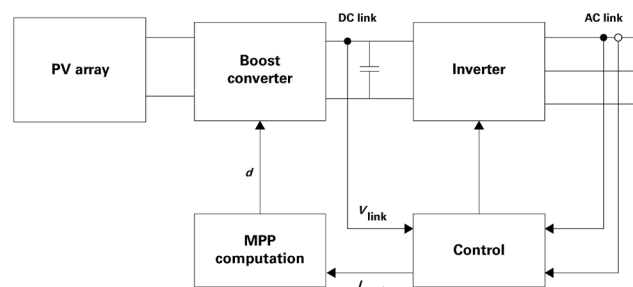 DC link
AC link
PV array
Boost
converter
Inverter
d
V link
MPP
computation
Control